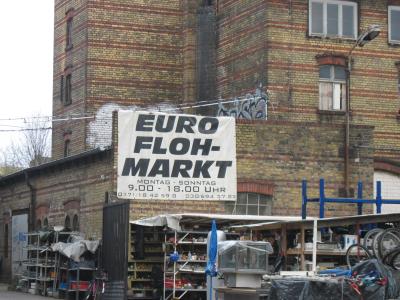 EURO
FLOH-
MARKT
MONTAG - SONNTAG
9.00 - 18.00 UHR